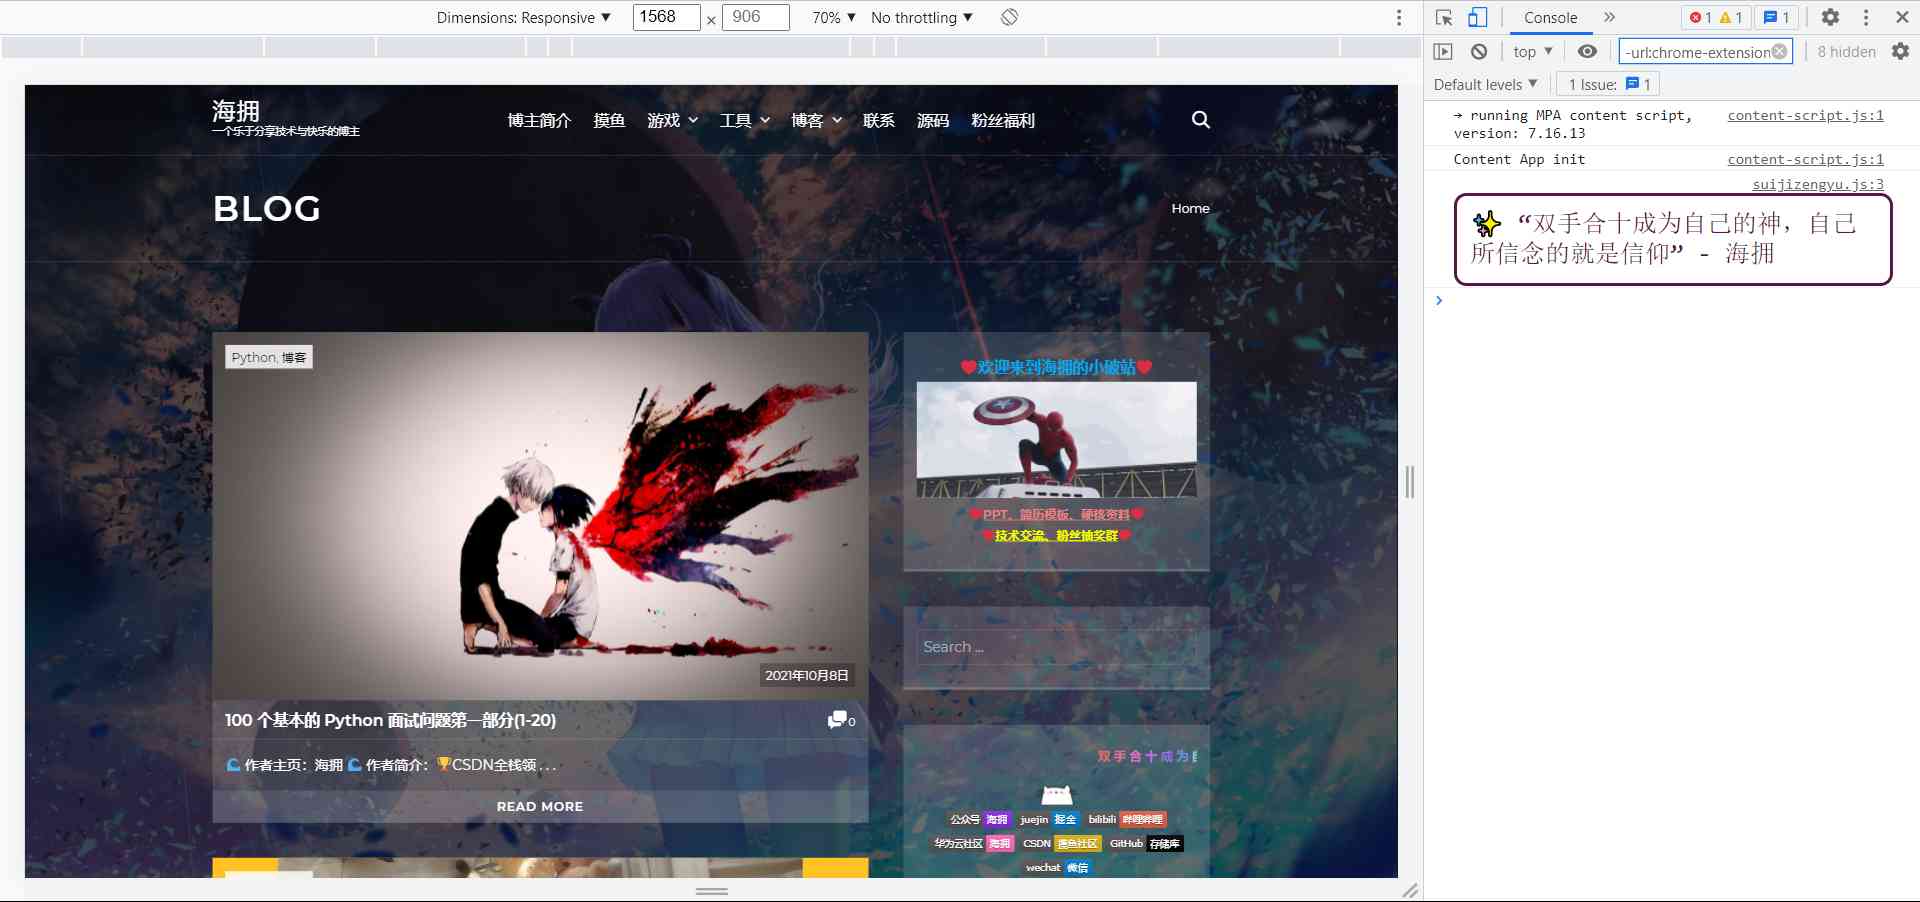 Dimensions: Responsive ▼ 1568 × 906 70% ▼ No throttling ▼
Console » 1 1 1
top ▼ -url:chrome-extension 8 hidden
Default levels ▼ 1 Issue: 1
→ running MPA content script, version: 7.16.13 content-script.js:1
Content App init content-script.js:1
suijizengyu.js:3
✨ “双手合十成为自己的神，自己
所信念的就是信仰” - 海拥
海拥
一个乐于分享技术与快乐的博主
博主简介 摸鱼 游戏 工具 博客 联系 源码 粉丝福利
BLOG
Home
Python, 博客
2021年10月8日
100 个基本的 Python 面试问题第一部分(1-20)
0
🌊 作者主页：海拥 🌊 作者简介：🏆CSDN全栈领 . . .
READ MORE
❤️欢迎来到海拥的小破站❤️
❤️PPT、简历模板、硬核资料❤️
❤️技术交流、粉丝抽奖群❤️
Search ...
双手合十成为
公众号 海拥 juejin 掘金 bilibili 哔哩哔哩
华为云社区 海拥 CSDN 摸鱼社区 GitHub 存储库
wechat 微信